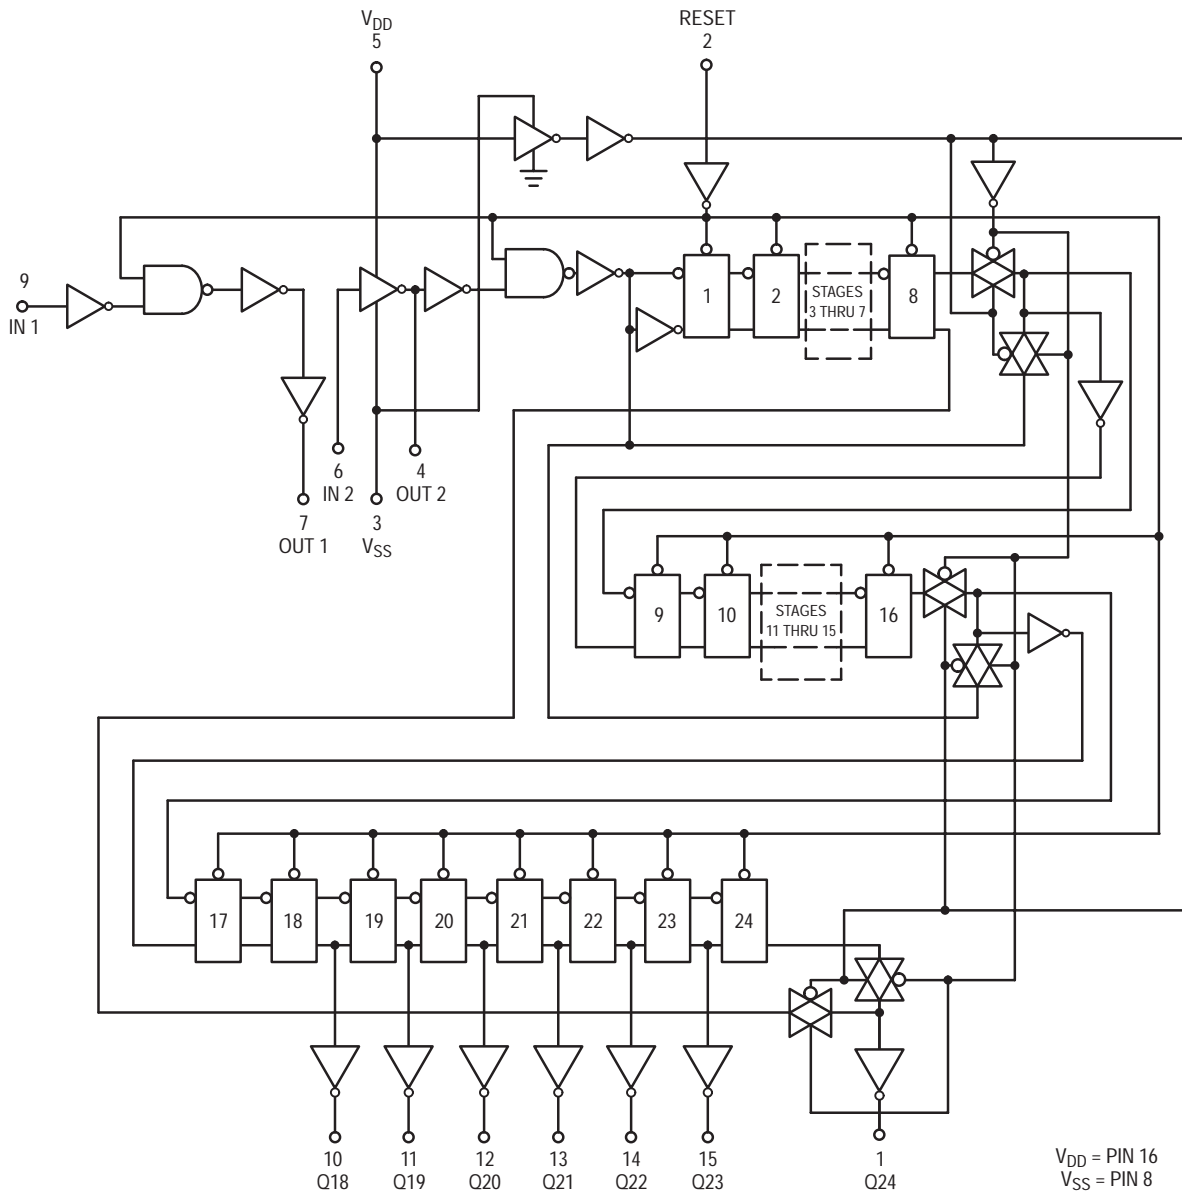 VDD
5
RESET
2
9
IN 1
1
2
STAGES
3 THRU 7
8
6
IN 2
4
OUT 2
7
OUT 1
3
VSS
9
10
STAGES
11 THRU 15
16
17
18
19
20
21
22
23
24
10
Q18
11
Q19
12
Q20
13
Q21
14
Q22
15
Q23
1
Q24
VDD = PIN 16
VSS = PIN 8